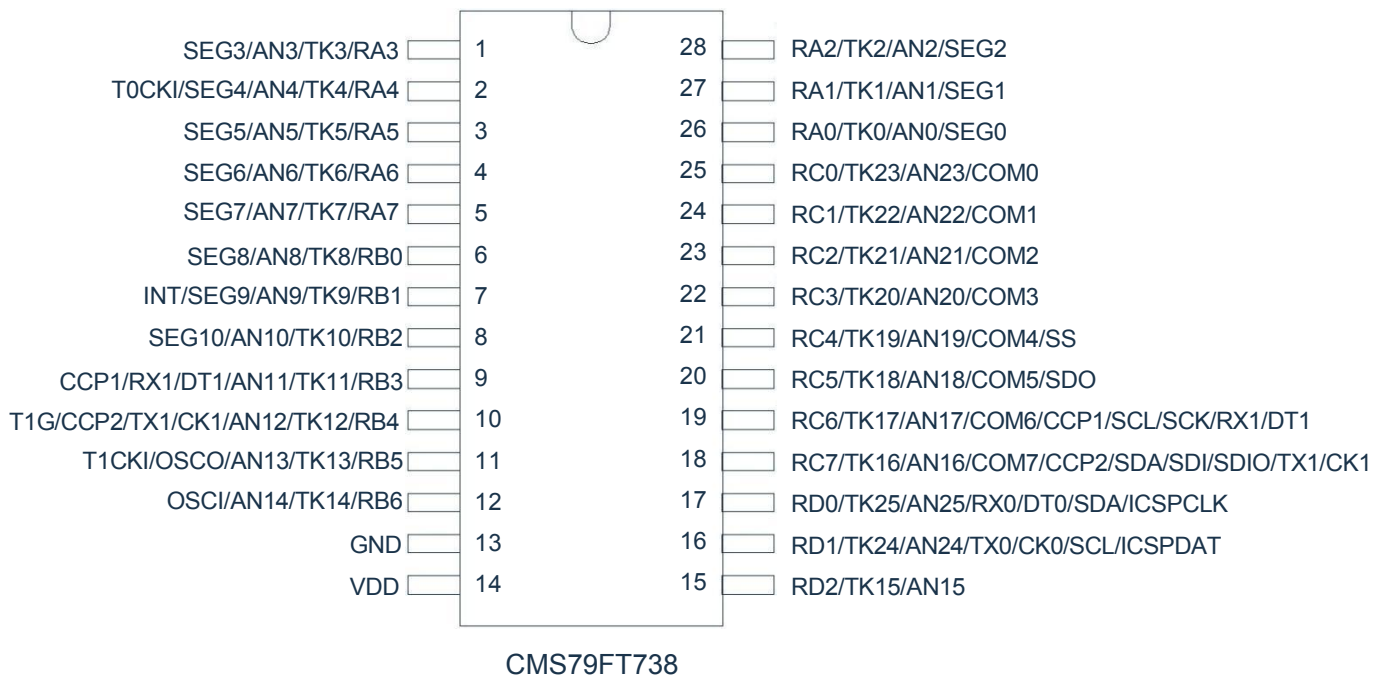 SEG3/AN3/TK3/RA3 1 28 RA2/TK2/AN2/SEG2
T0CKI/SEG4/AN4/TK4/RA4 2 27 RA1/TK1/AN1/SEG1
SEG5/AN5/TK5/RA5 3 26 RA0/TK0/AN0/SEG0
SEG6/AN6/TK6/RA6 4 25 RC0/TK23/AN23/COM0
SEG7/AN7/TK7/RA7 5 24 RC1/TK22/AN22/COM1
SEG8/AN8/TK8/RB0 6 23 RC2/TK21/AN21/COM2
INT/SEG9/AN9/TK9/RB1 7 22 RC3/TK20/AN20/COM3
SEG10/AN10/TK10/RB2 8 21 RC4/TK19/AN19/COM4/SS
CCP1/RX1/DT1/AN11/TK11/RB3 9 20 RC5/TK18/AN18/COM5/SDO
T1G/CCP2/TX1/CK1/AN12/TK12/RB4 10 19 RC6/TK17/AN17/COM6/CCP1/SCL/SCK/RX1/DT1
T1CKI/OSCO/AN13/TK13/RB5 11 18 RC7/TK16/AN16/COM7/CCP2/SDA/SDI/SDIO/TX1/CK1
OSCI/AN14/TK14/RB6 12 17 RD0/TK25/AN25/RX0/DT0/SDA/ICSPCLK
GND 13 16 RD1/TK24/AN24/TX0/CK0/SCL/ICSPDAT
VDD 14 15 RD2/TK15/AN15
CMS79FT738